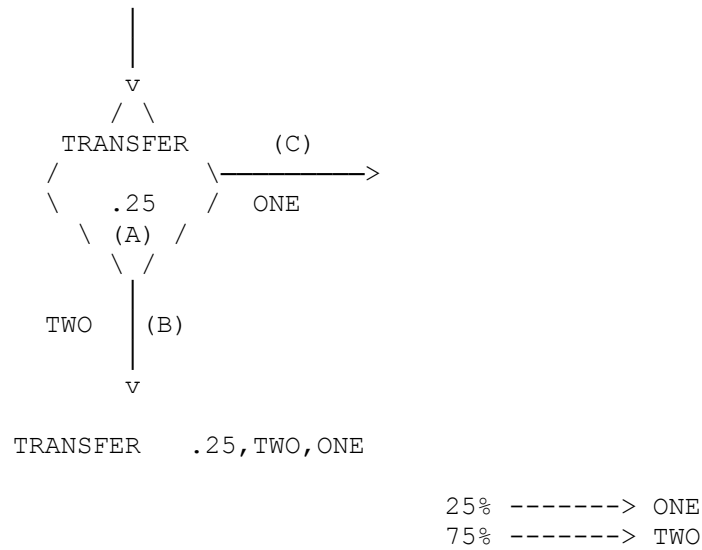 TRANSFER (C)
.25 ONE
(A)
TWO (B)
TRANSFER .25,TWO,ONE
25% -------> ONE
75% -------> TWO